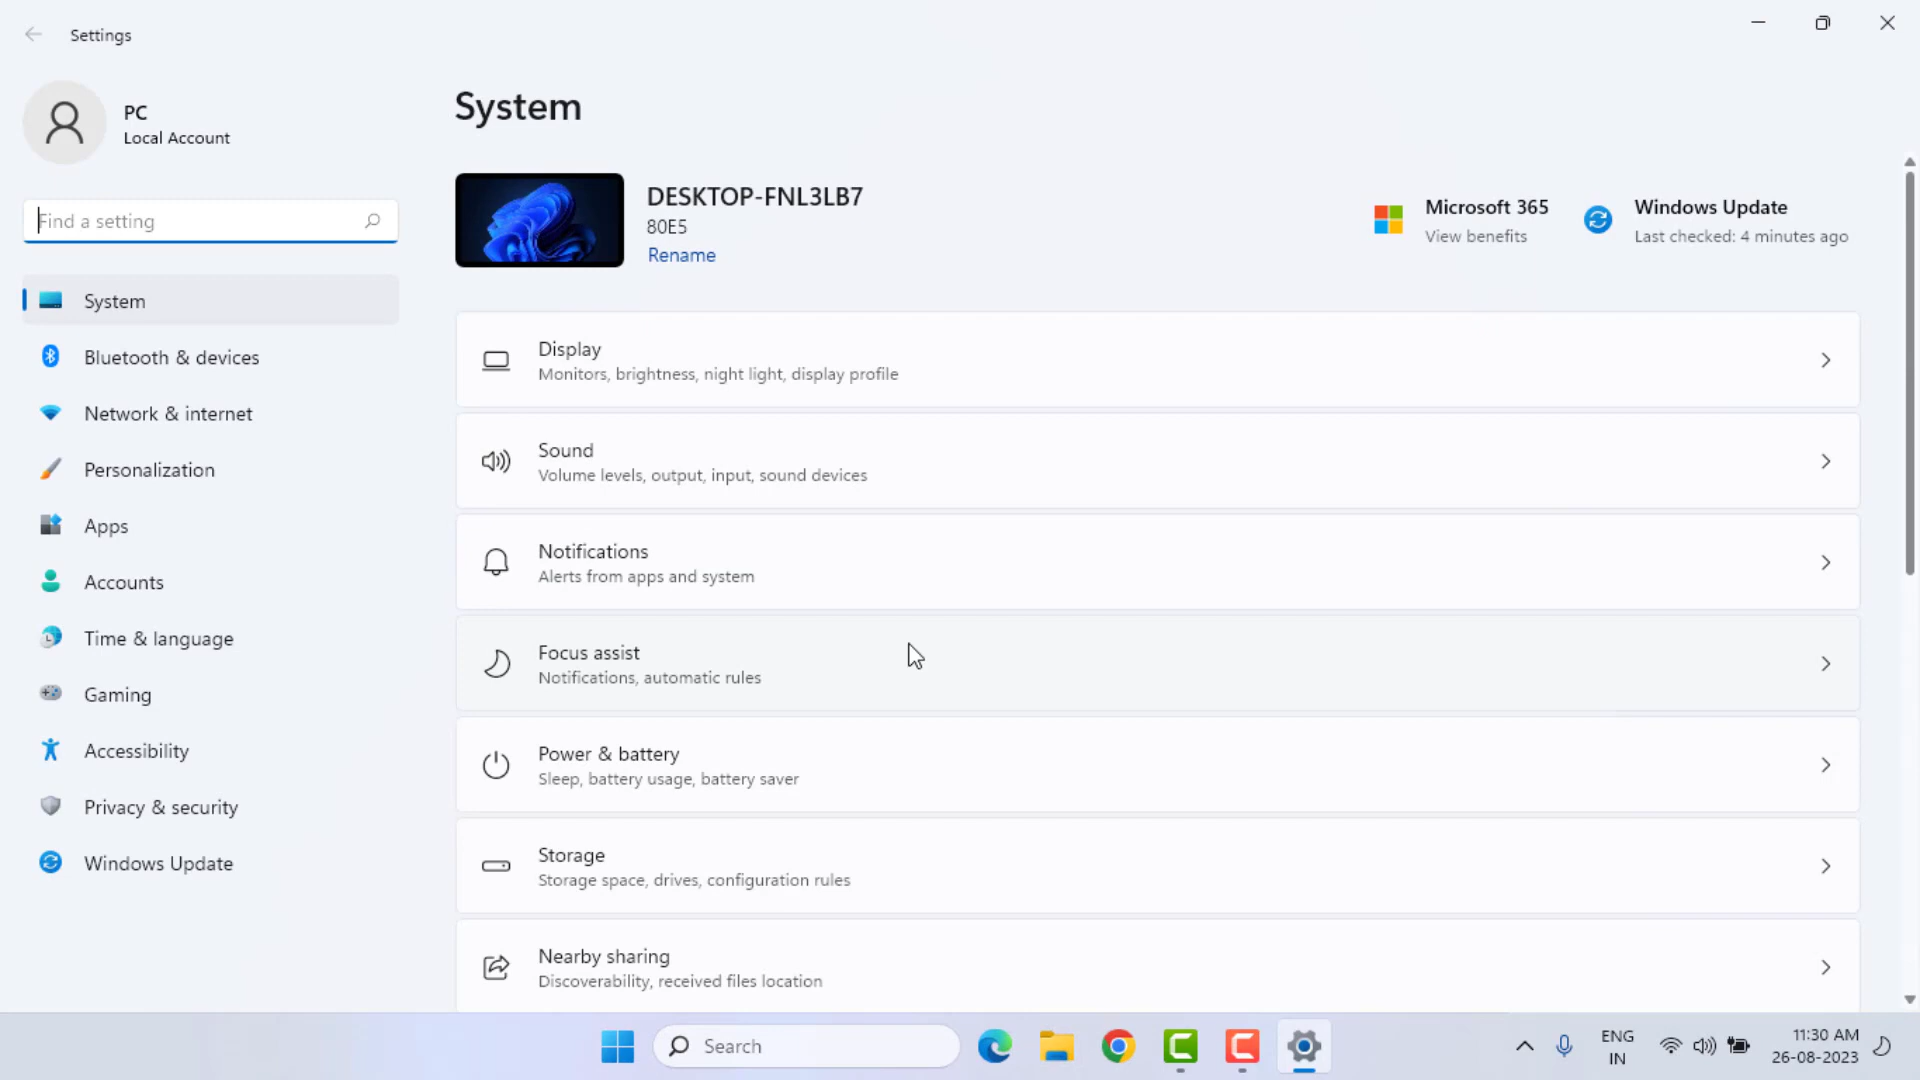 Settings
PC
Local Account
Find a setting
System
Bluetooth & devices
Network & internet
Personalization
Apps
Accounts
Time & language
Gaming
Accessibility
Privacy & security
Windows Update
System
DESKTOP-FNL3LB7
80E5
Rename
Microsoft 365
View benefits
Windows Update
Last checked: 4 minutes ago
Display
Monitors, brightness, night light, display profile
Sound
Volume levels, output, input, sound devices
Notifications
Alerts from apps and system
Focus assist
Notifications, automatic rules
Power & battery
Sleep, battery usage, battery saver
Storage
Storage space, drives, configuration rules
Nearby sharing
Discoverability, received files location
Search
ENG
IN
11:30 AM
26-08-2023